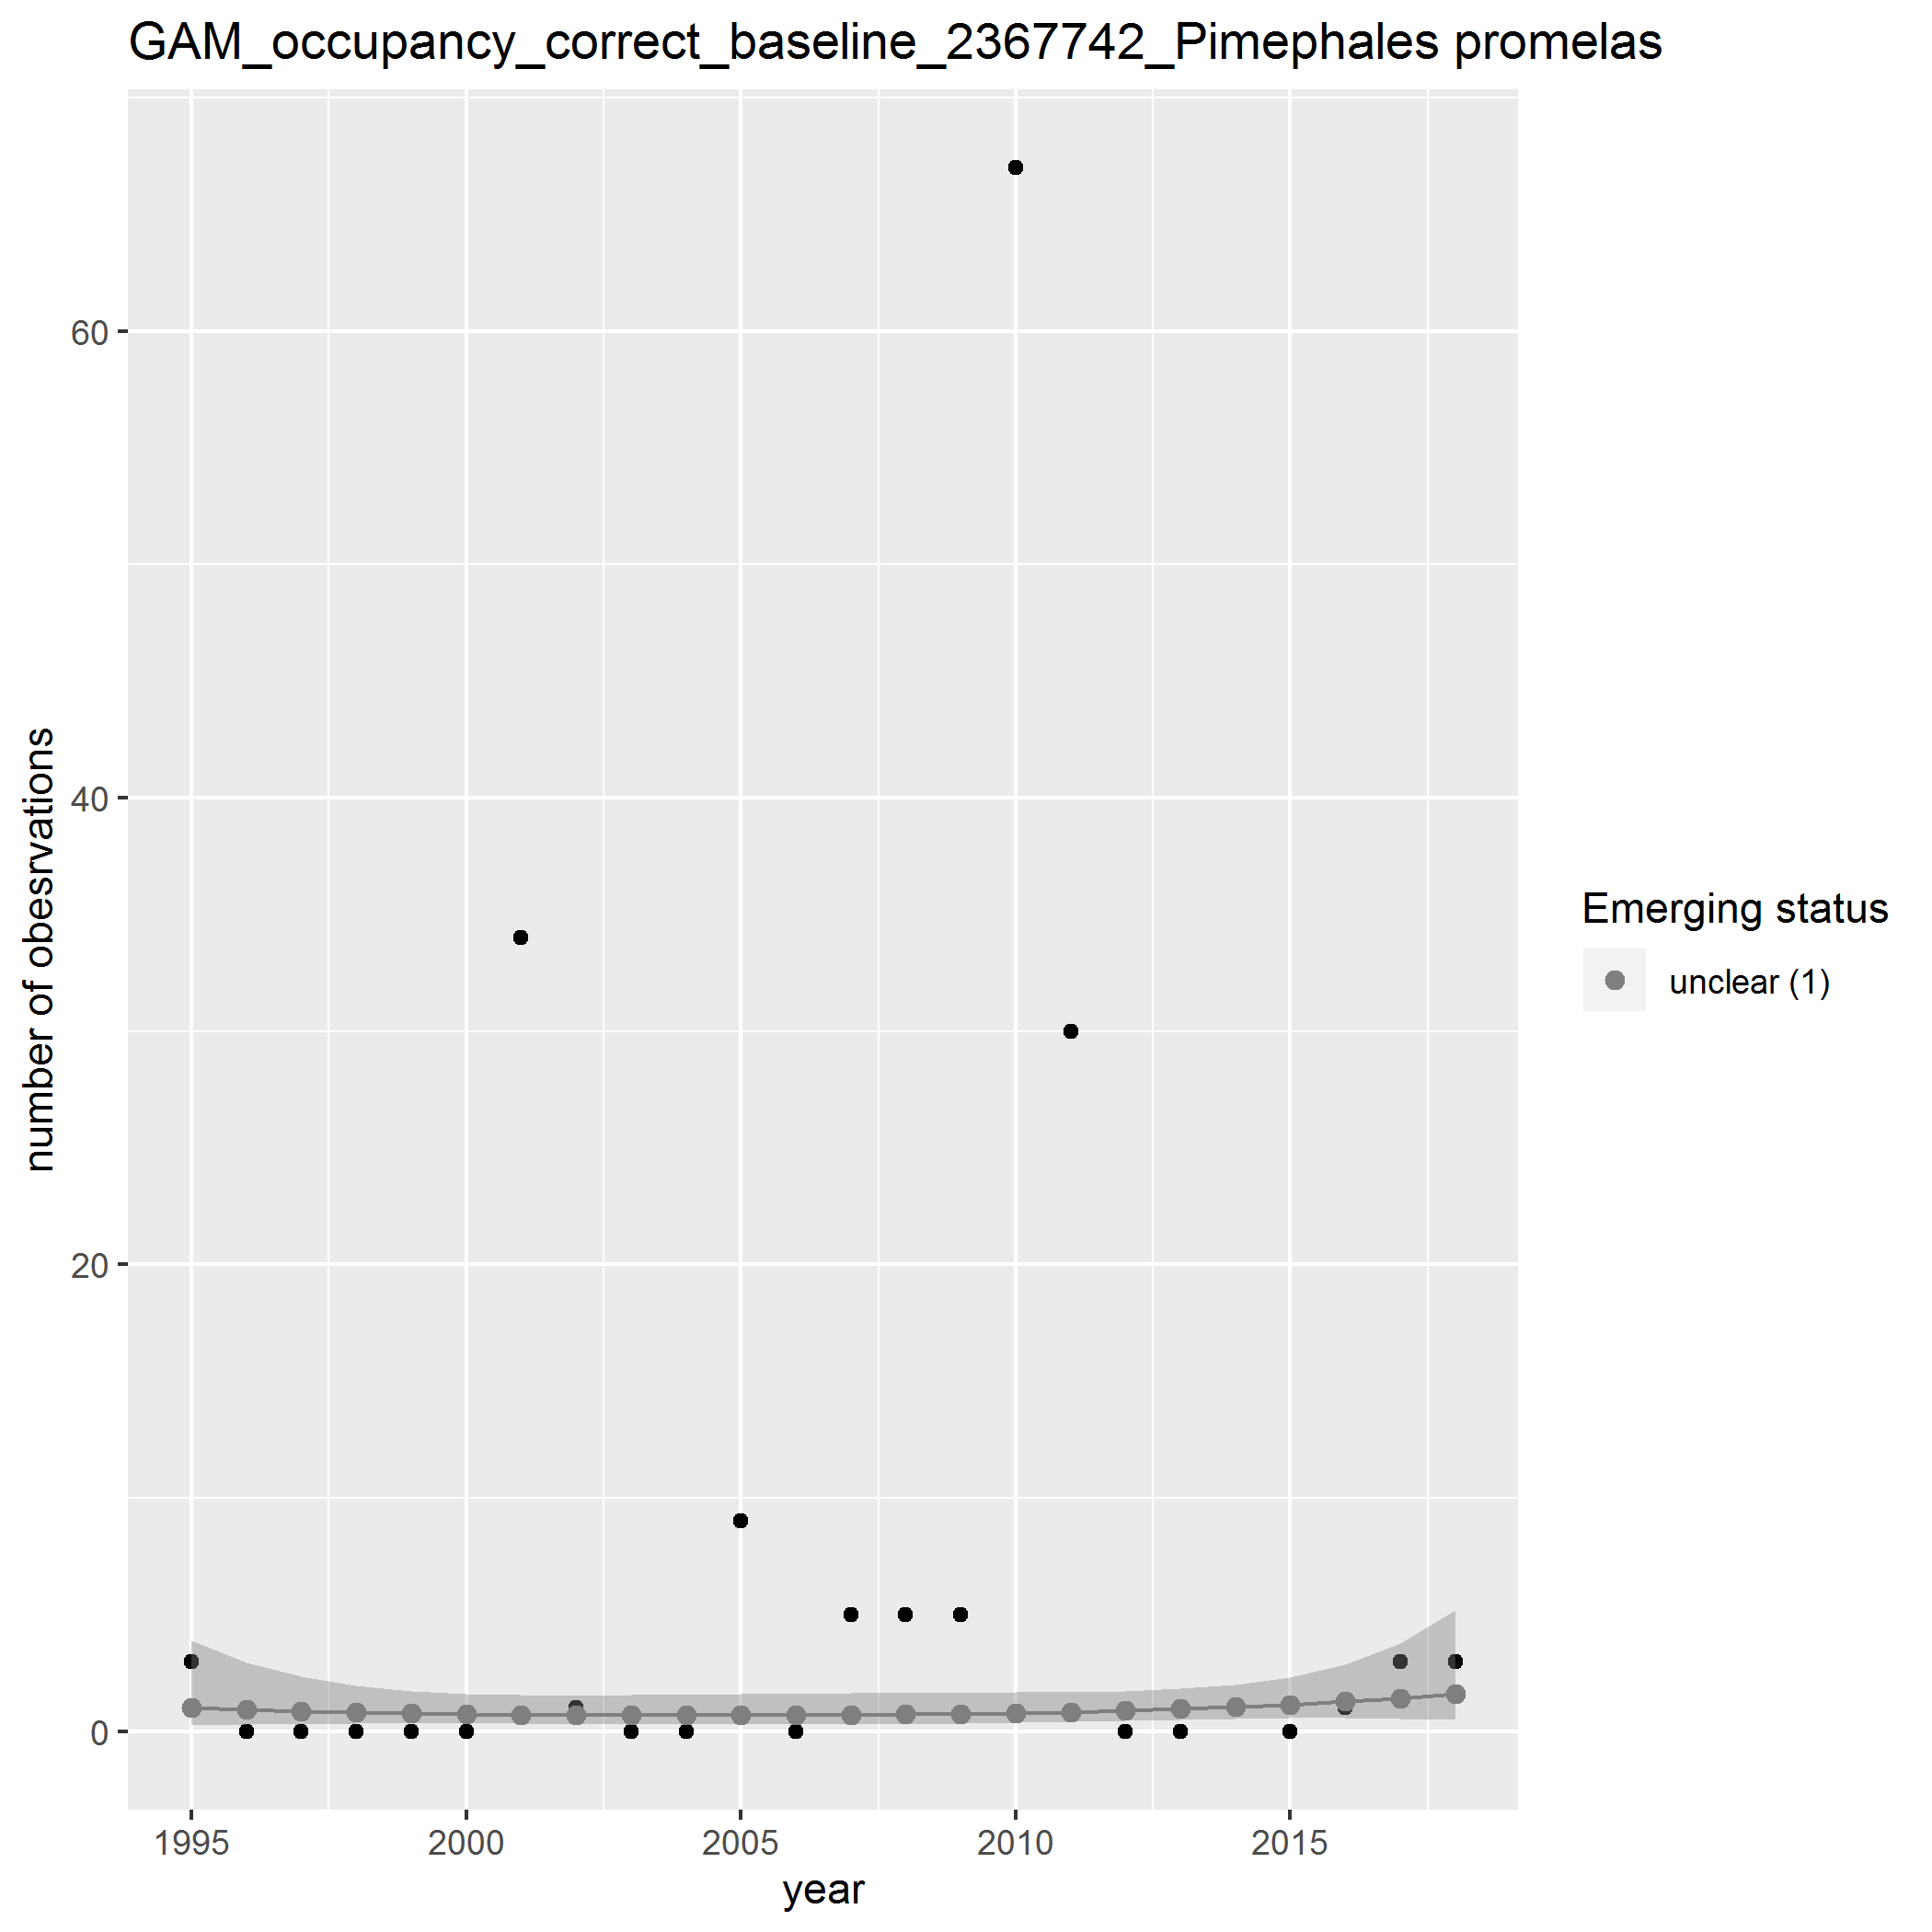 GAM_occupancy_correct_baseline_2367742_Pimephales promelas
60
40
20
0
number of obesrvations
1995
2000
2005
2010
2015
year
Emerging status
unclear (1)